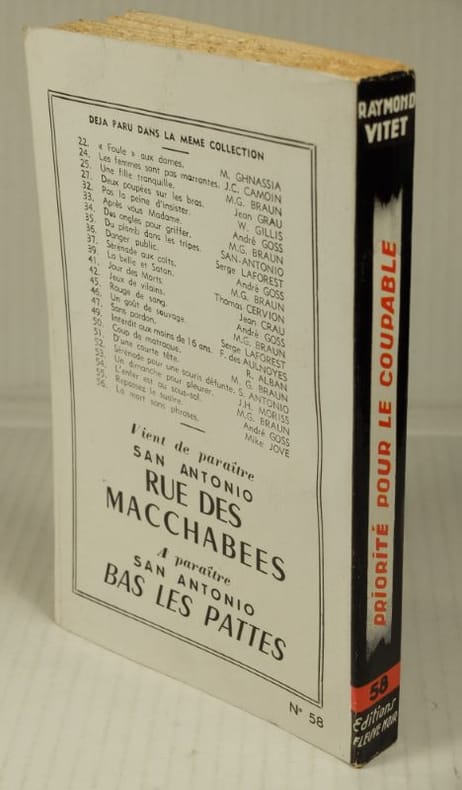 DEJA PARU DANS LA MEME COLLECTION
22. « Foule » aux dames. M. GHNASSIA
24. Les femmes sont pas marrantes. J.C. CAMOIN
25. Une fille tranquille. M.G. BRAUN
27. Deux poupées sur les bras. Jean GRAU
32. Pas la peine d'insister. W. GILLIS
33. Après vous Madame. André GOSS
34. Des ongles pour griffer. M.G. BRAUN
35. Du plomb dans les tripes. SAN-ANTONIO
36. Danger public. Serge LAFOREST
37. Sérénade aux colts. André GOSS
39. La belle et Satan. M.G. BRAUN
41. Jour des Morts. Thomas CERVION
42. Jeux de vilains. Jean CRAU
45. Rouge de sang. André GOSS
46. Un goût de sauvage. M.G. BRAUN
47. Sans pardon. Serge LAFOREST
49. Interdit aux moins de 16 ans. F. des AULNOYES
50. Coup de matraque. R. ALBAN
51. D'une courte tête. M. G. BRAUN
52. Sérénade pour une souris défunte. S. ANTONIO
53. Un dimanche pour pleurer. J.H. MORISS
54. L'enfer est au sous-sol. M.G. BRAUN
55. Repassez le suaire. André GOSS
56. La mort sans phrases. Mike JOVE
Vient de paraître
SAN ANTONIO
RUE DES
MACCHABEES
A paraître
SAN ANTONIO
BAS LES PATTES
N° 58
RAYMOND
VITET
PRIORITÉ POUR LE COUPABLE
58
Editions
FLEUVE NOIR